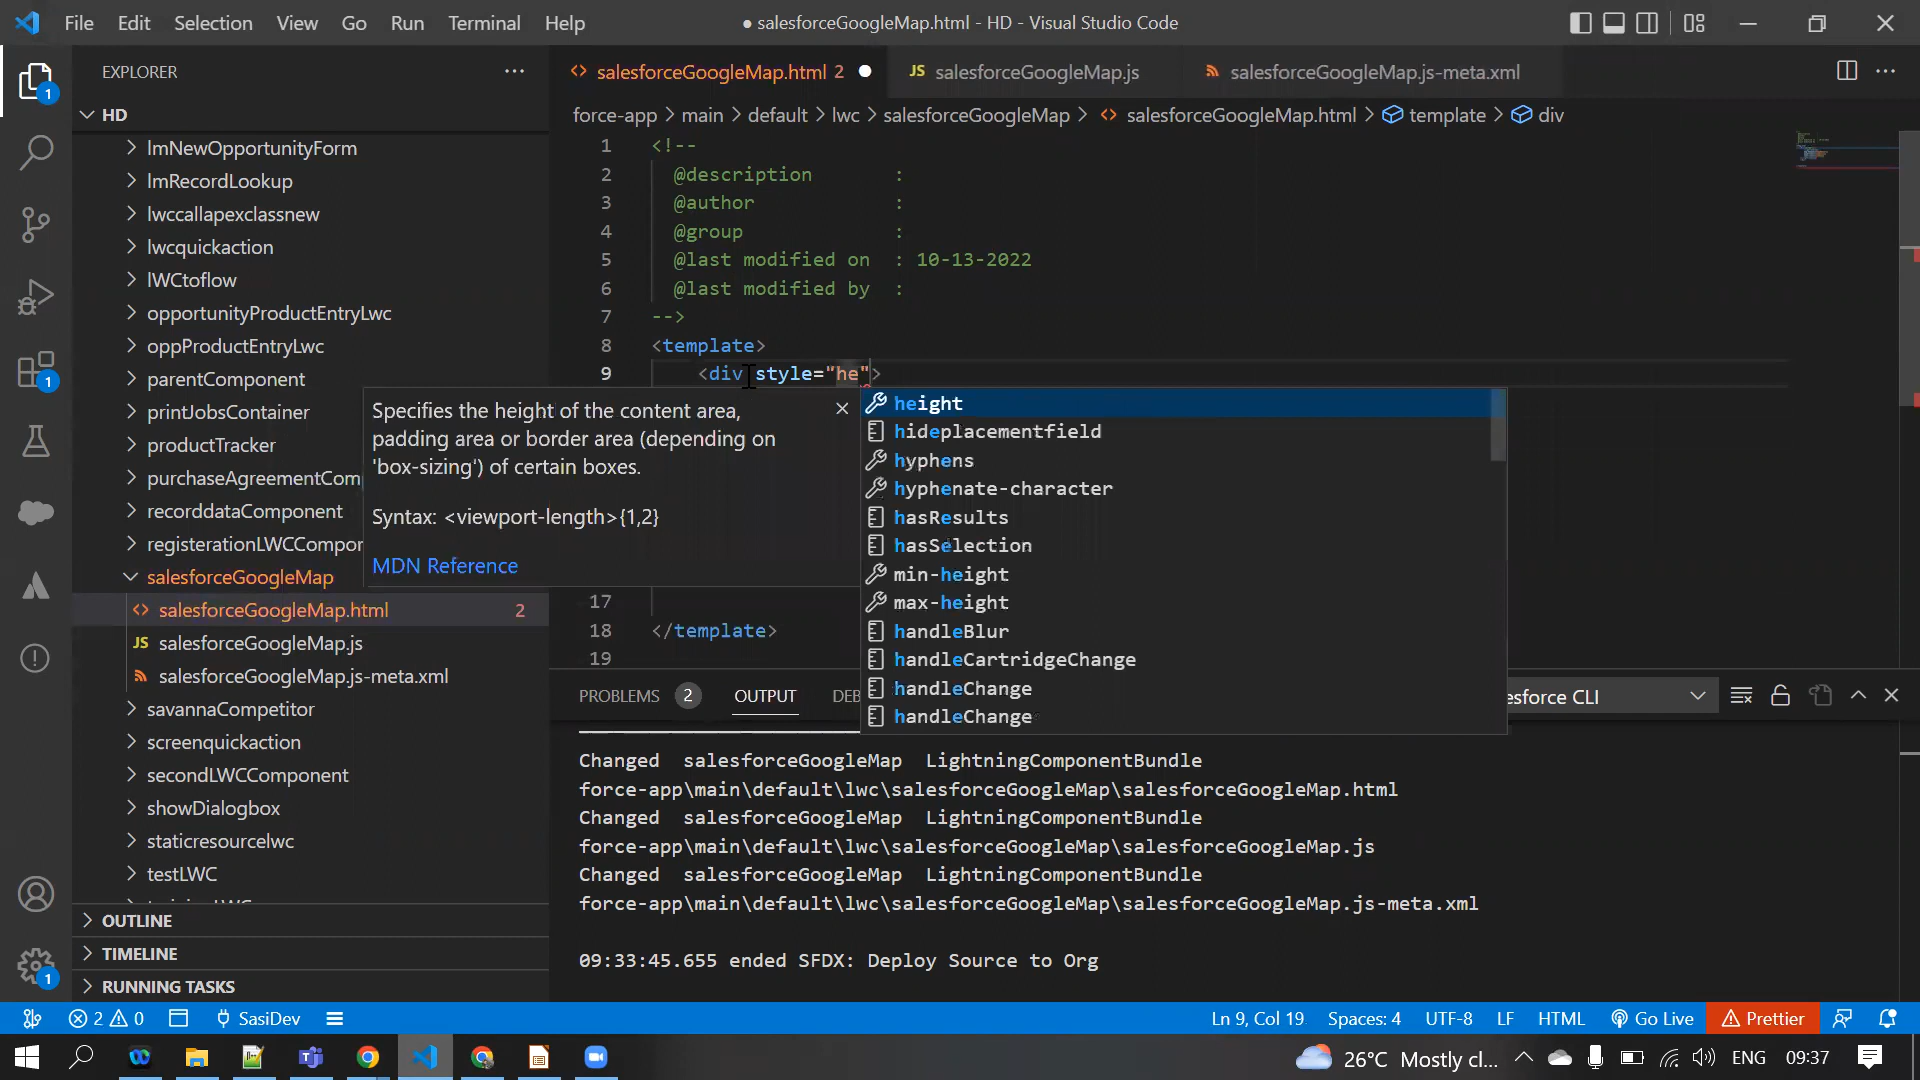 File Edit Selection View Go Run Terminal Help
● salesforceGoogleMap.html - HD - Visual Studio Code
EXPLORER
HD
lmNewOpportunityForm
lmRecordLookup
lwccallapexclassnew
lwcquickaction
lWCtoflow
opportunityProductEntryLwc
oppProductEntryLwc
parentComponent
printJobsContainer
productTracker
purchaseAgreementCom
recorddataComponent
registerationLWCCompor
salesforceGoogleMap
salesforceGoogleMap.html 2
JS salesforceGoogleMap.js
salesforceGoogleMap.js-meta.xml
savannaCompetitor
screenquickaction
secondLWCComponent
showDialogbox
staticresourcelwc
testLWC
OUTLINE
TIMELINE
RUNNING TASKS
1
1
1
salesforceGoogleMap.html 2 ●
JS salesforceGoogleMap.js
salesforceGoogleMap.js-meta.xml
force-app > main > default > lwc > salesforceGoogleMap > salesforceGoogleMap.html > template > div
1 <!--
2 @description :
3 @author :
4 @group :
5 @last modified on : 10-13-2022
6 @last modified by :
7 -->
8 <template>
9 <div style="he">
Specifies the height of the content area,
padding area or border area (depending on
'box-sizing') of certain boxes.
Syntax: <viewport-length>{1,2}
MDN Reference
height
hideplacementfield
hyphens
hyphenate-character
hasResults
hasSelection
min-height
max-height
handleBlur
handleCartridgeChange
handleChange
handleChange
17
18 </template>
19
PROBLEMS 2 OUTPUT DEB
esforce CLI
Changed salesforceGoogleMap LightningComponentBundle
force-app\main\default\lwc\salesforceGoogleMap\salesforceGoogleMap.html
Changed salesforceGoogleMap LightningComponentBundle
force-app\main\default\lwc\salesforceGoogleMap\salesforceGoogleMap.js
Changed salesforceGoogleMap LightningComponentBundle
force-app\main\default\lwc\salesforceGoogleMap\salesforceGoogleMap.js-meta.xml
09:33:45.655 ended SFDX: Deploy Source to Org
2 0 SasiDev
Ln 9, Col 19 Spaces: 4 UTF-8 LF HTML Go Live Prettier
26°C Mostly cl... ENG 09:37